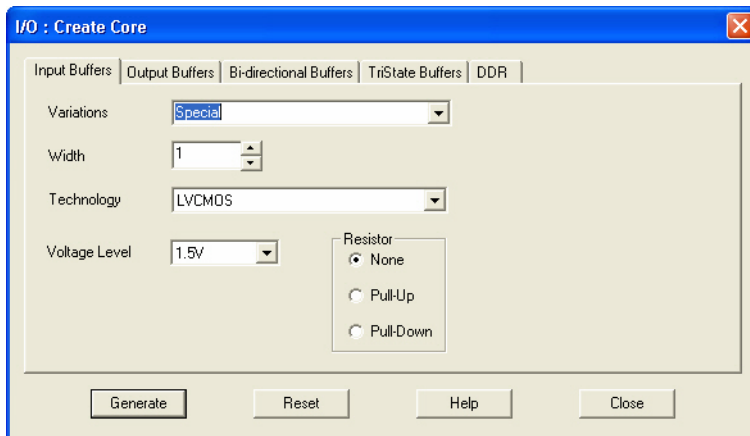 I/O : Create Core
Input Buffers Output Buffers Bi-directional Buffers TriState Buffers DDR
Variations Special
Width 1
Technology LVCMOS
Voltage Level 1.5V
Resistor
None
Pull-Up
Pull-Down
Generate Reset Help Close